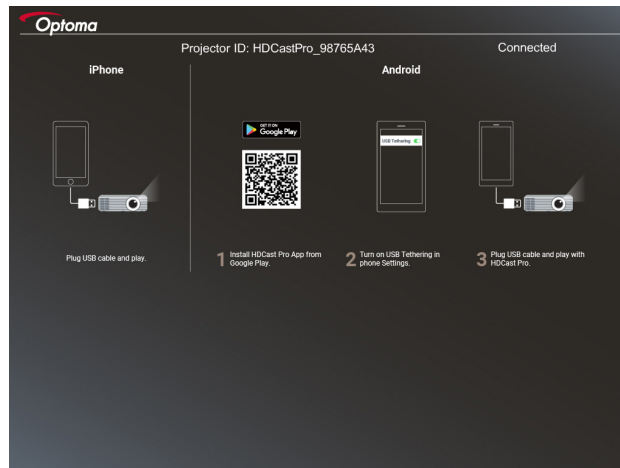 Optoma
Projector ID: HDCastPro_98765A43
Connected
iPhone
Android
GET IT ON
Google Play
USB Tethering
Plug USB cable and play.
1 Install HDCast Pro App from
Google Play.
2 Turn on USB Tethering in
phone Settings.
3 Plug USB cable and play with
HDCast Pro.